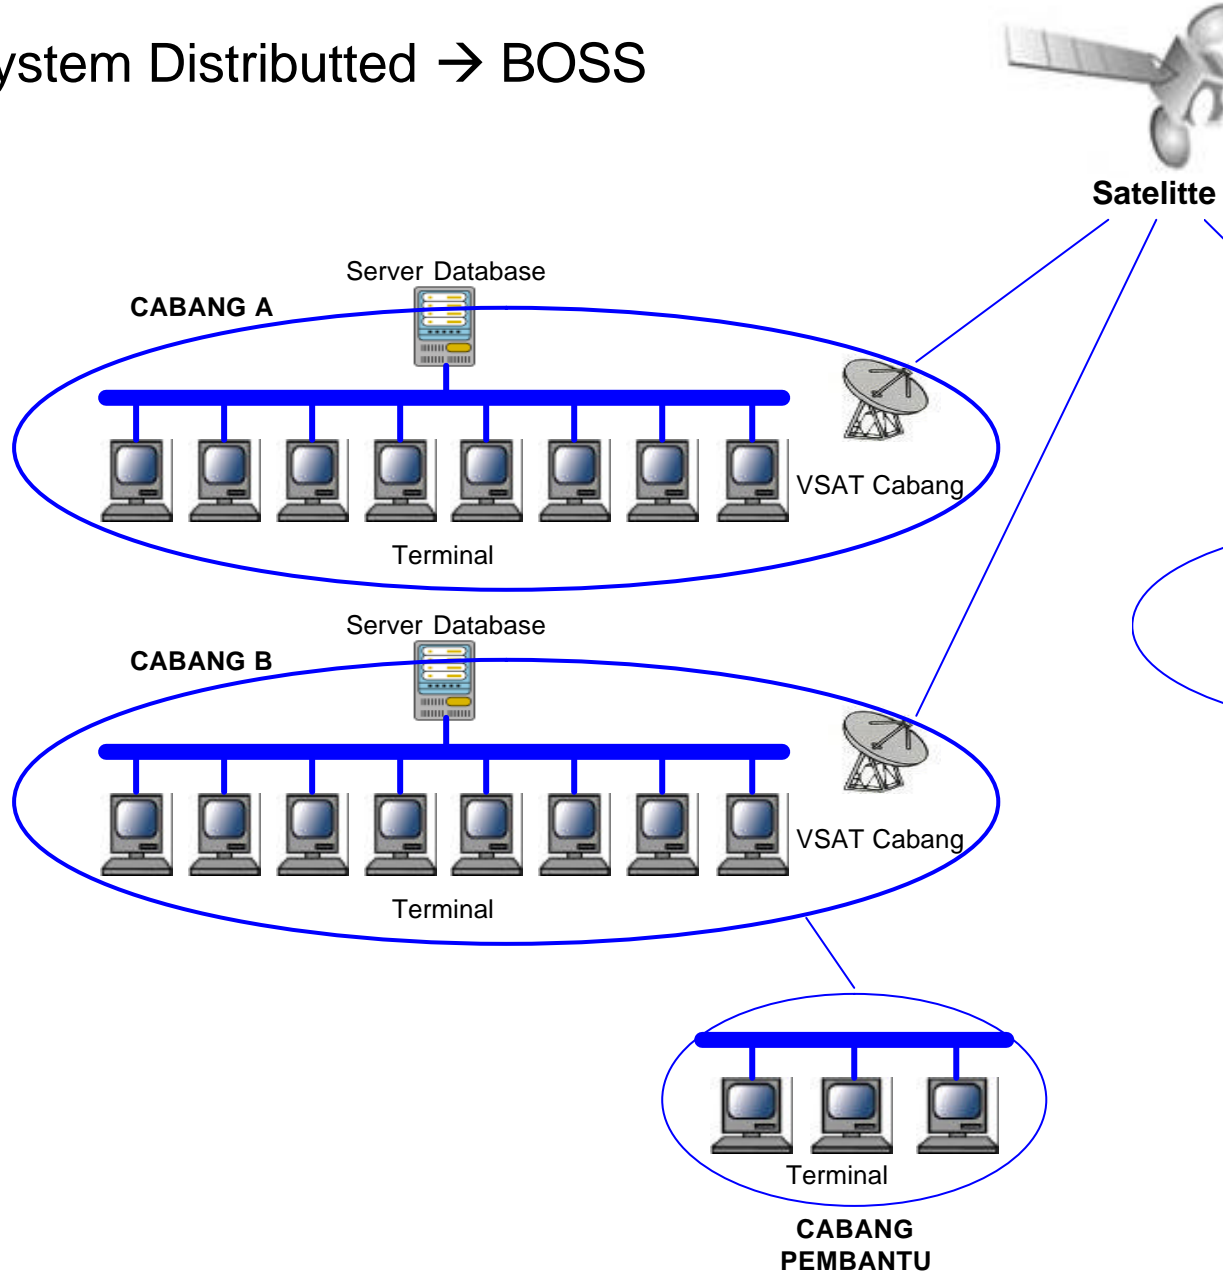 ystem Distributted → BOSS
Satelitte
Server Database
CABANG A
VSAT Cabang
Terminal
Server Database
CABANG B
VSAT Cabang
Terminal
Terminal
CABANG
PEMBANTU